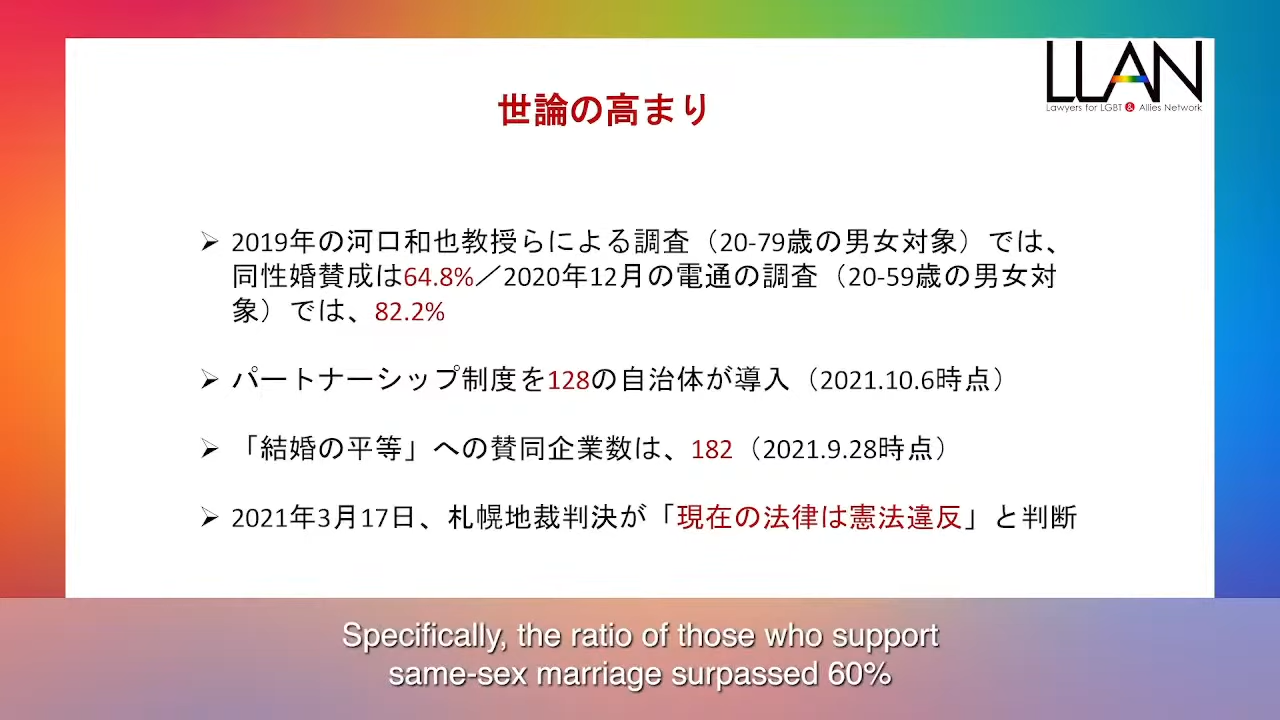 LLAN
Lawyers for LGBT & Allies Network
世論の高まり
➢ 2019年の河口和也教授らによる調査（20-79歳の男女対象）では、
同性婚賛成は64.8%／2020年12月の電通の調査（20-59歳の男女対
象）では、82.2%
➢ パートナーシップ制度を128の自治体が導入（2021.10.6時点）
➢ 「結婚の平等」への賛同企業数は、182（2021.9.28時点）
➢ 2021年3月17日、札幌地裁判決が「現在の法律は憲法違反」と判断
Specifically, the ratio of those who support
same-sex marriage surpassed 60%